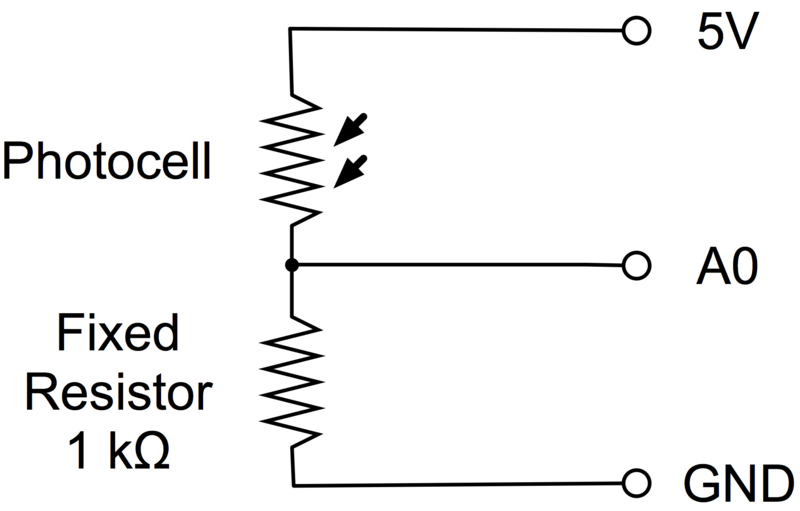 5V
Photocell
A0
Fixed
Resistor
1 kΩ
GND